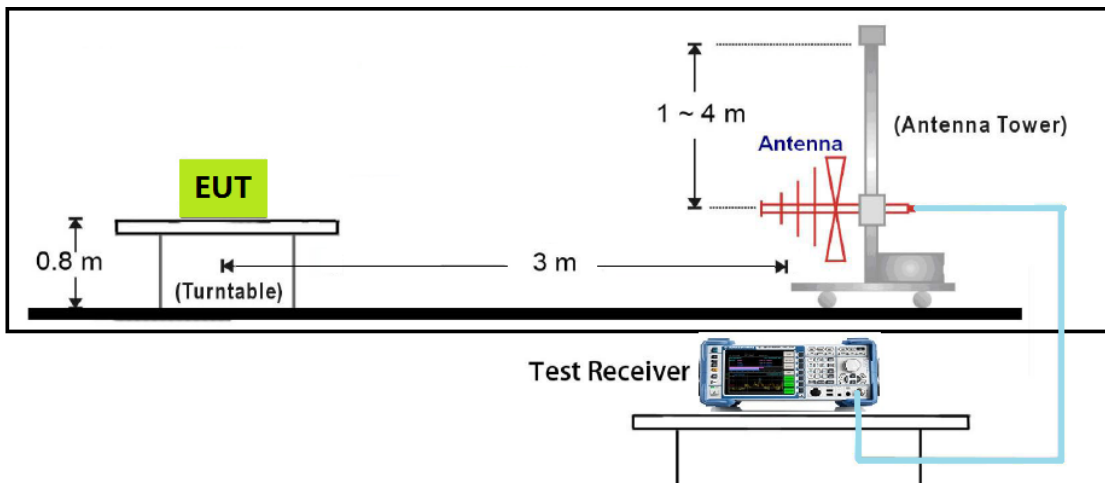 1 ~ 4 m
(Antenna Tower)
Antenna
EUT
0.8 m
3 m
(Turntable)
Test Receiver